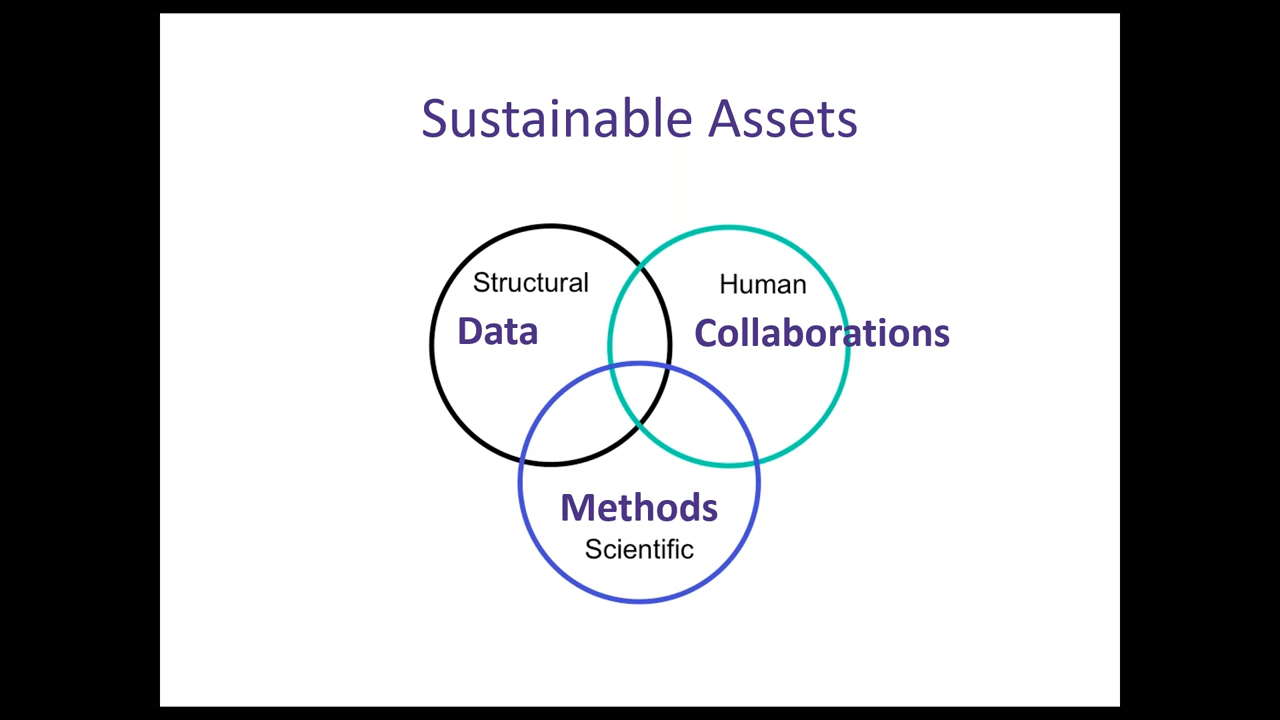 Sustainable Assets
Structural
Data
Human
Collaborations
Methods
Scientific